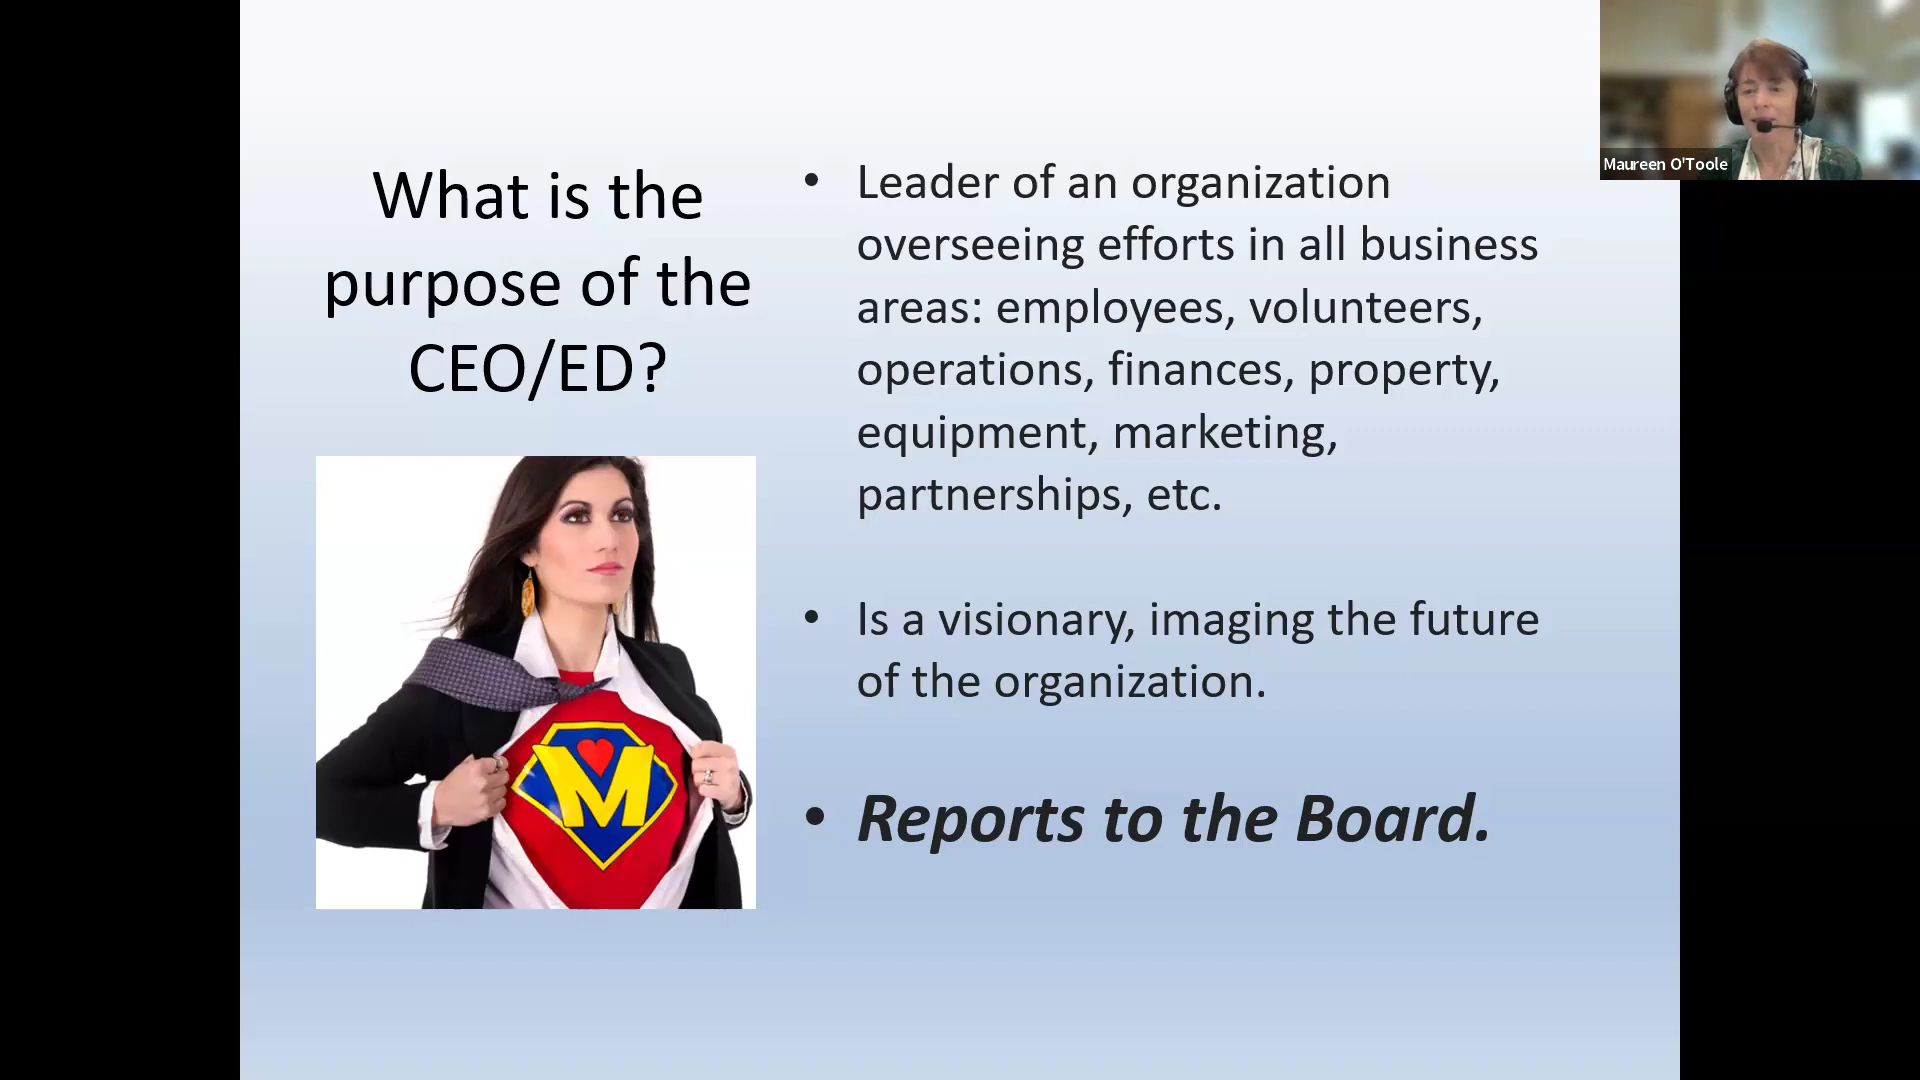 What is the
purpose of the
CEO/ED?
• Leader of an organization
overseeing efforts in all business
areas: employees, volunteers,
operations, finances, property,
equipment, marketing,
partnerships, etc.
• Is a visionary, imaging the future
of the organization.
• Reports to the Board.
M
Maureen O'Toole